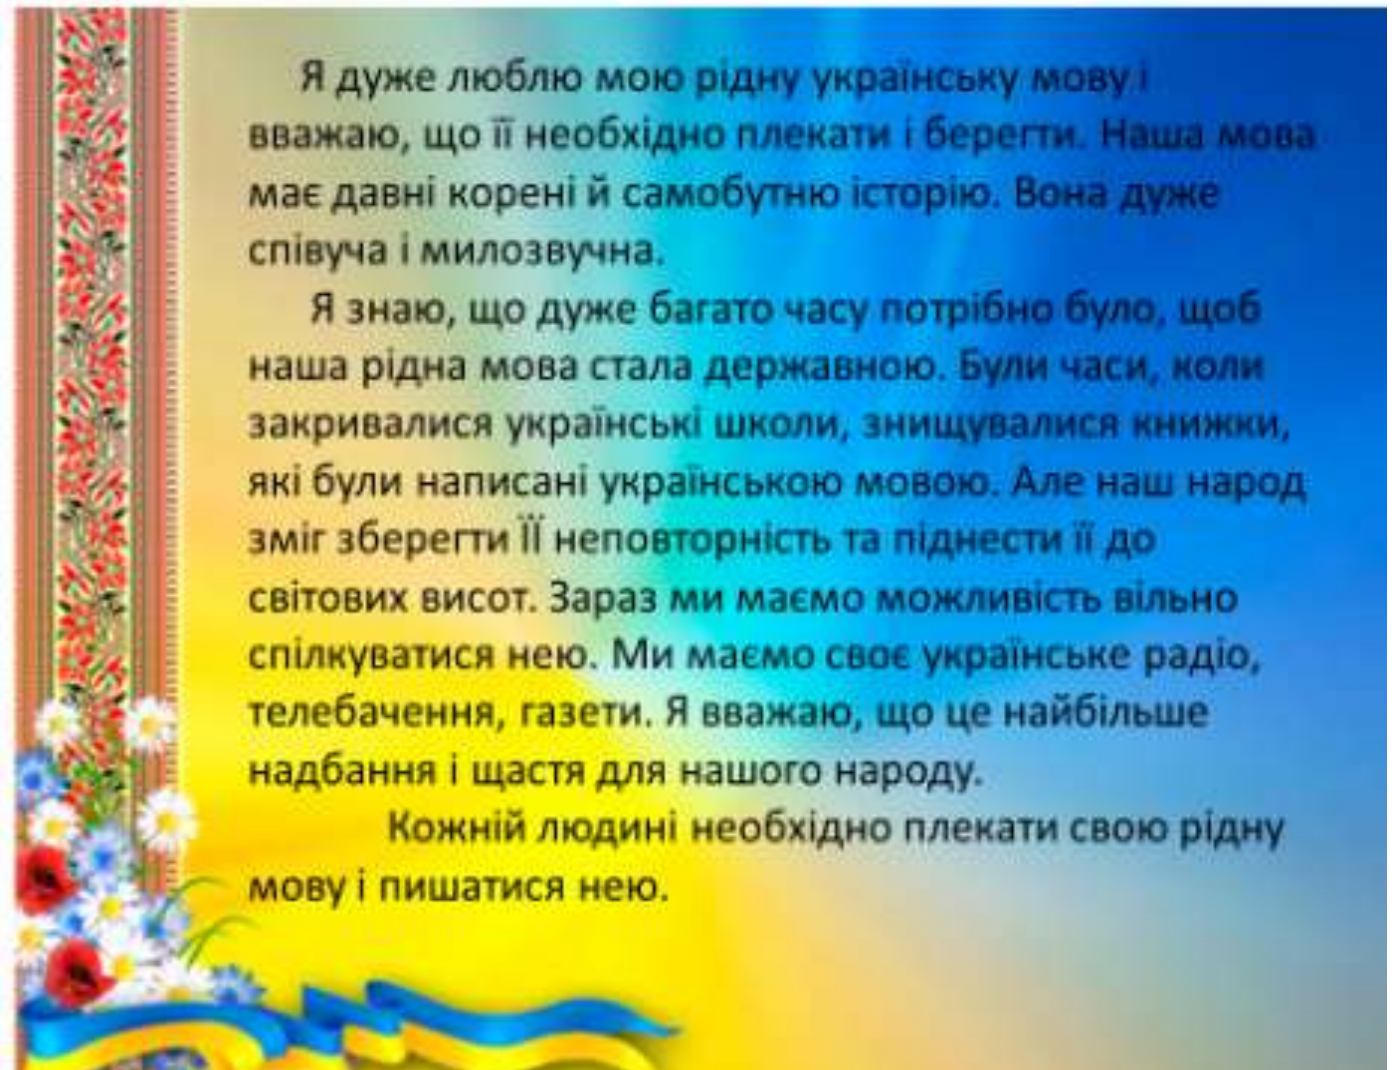 Я дуже люблю мою рідну українську мову і
вважаю, що її необхідно плекати і берегти. Наша мова
має давні корені й самобутню історію. Вона дуже
співуча і милозвучна.
Я знаю, що дуже багато часу потрібно було, щоб
наша рідна мова стала державною. Були часи, коли
закривалися українські школи, знищувалися книжки,
які були написані українською мовою. Але наш народ
зміг зберегти ЇЇ неповторність та піднести її до
світових висот. Зараз ми маємо можливість вільно
спілкуватися нею. Ми маємо своє українське радіо,
телебачення, газети. Я вважаю, що це найбільше
надбання і щастя для нашого народу.
Кожній людині необхідно плекати свою рідну
мову і пишатися нею.